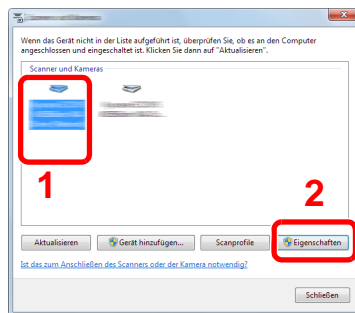 Wenn das Gerät nicht in der Liste aufgeführt ist, überprüfen Sie, ob es an den Computer
angeschlossen und eingeschaltet ist. Klicken Sie dann auf "Aktualisieren".
Scanner und Kameras
1
2
Aktualisieren Gerät hinzufügen... Scanprofile Eigenschaften
Ist das zum Anschließen des Scanners oder der Kamera notwendig?
Schließen